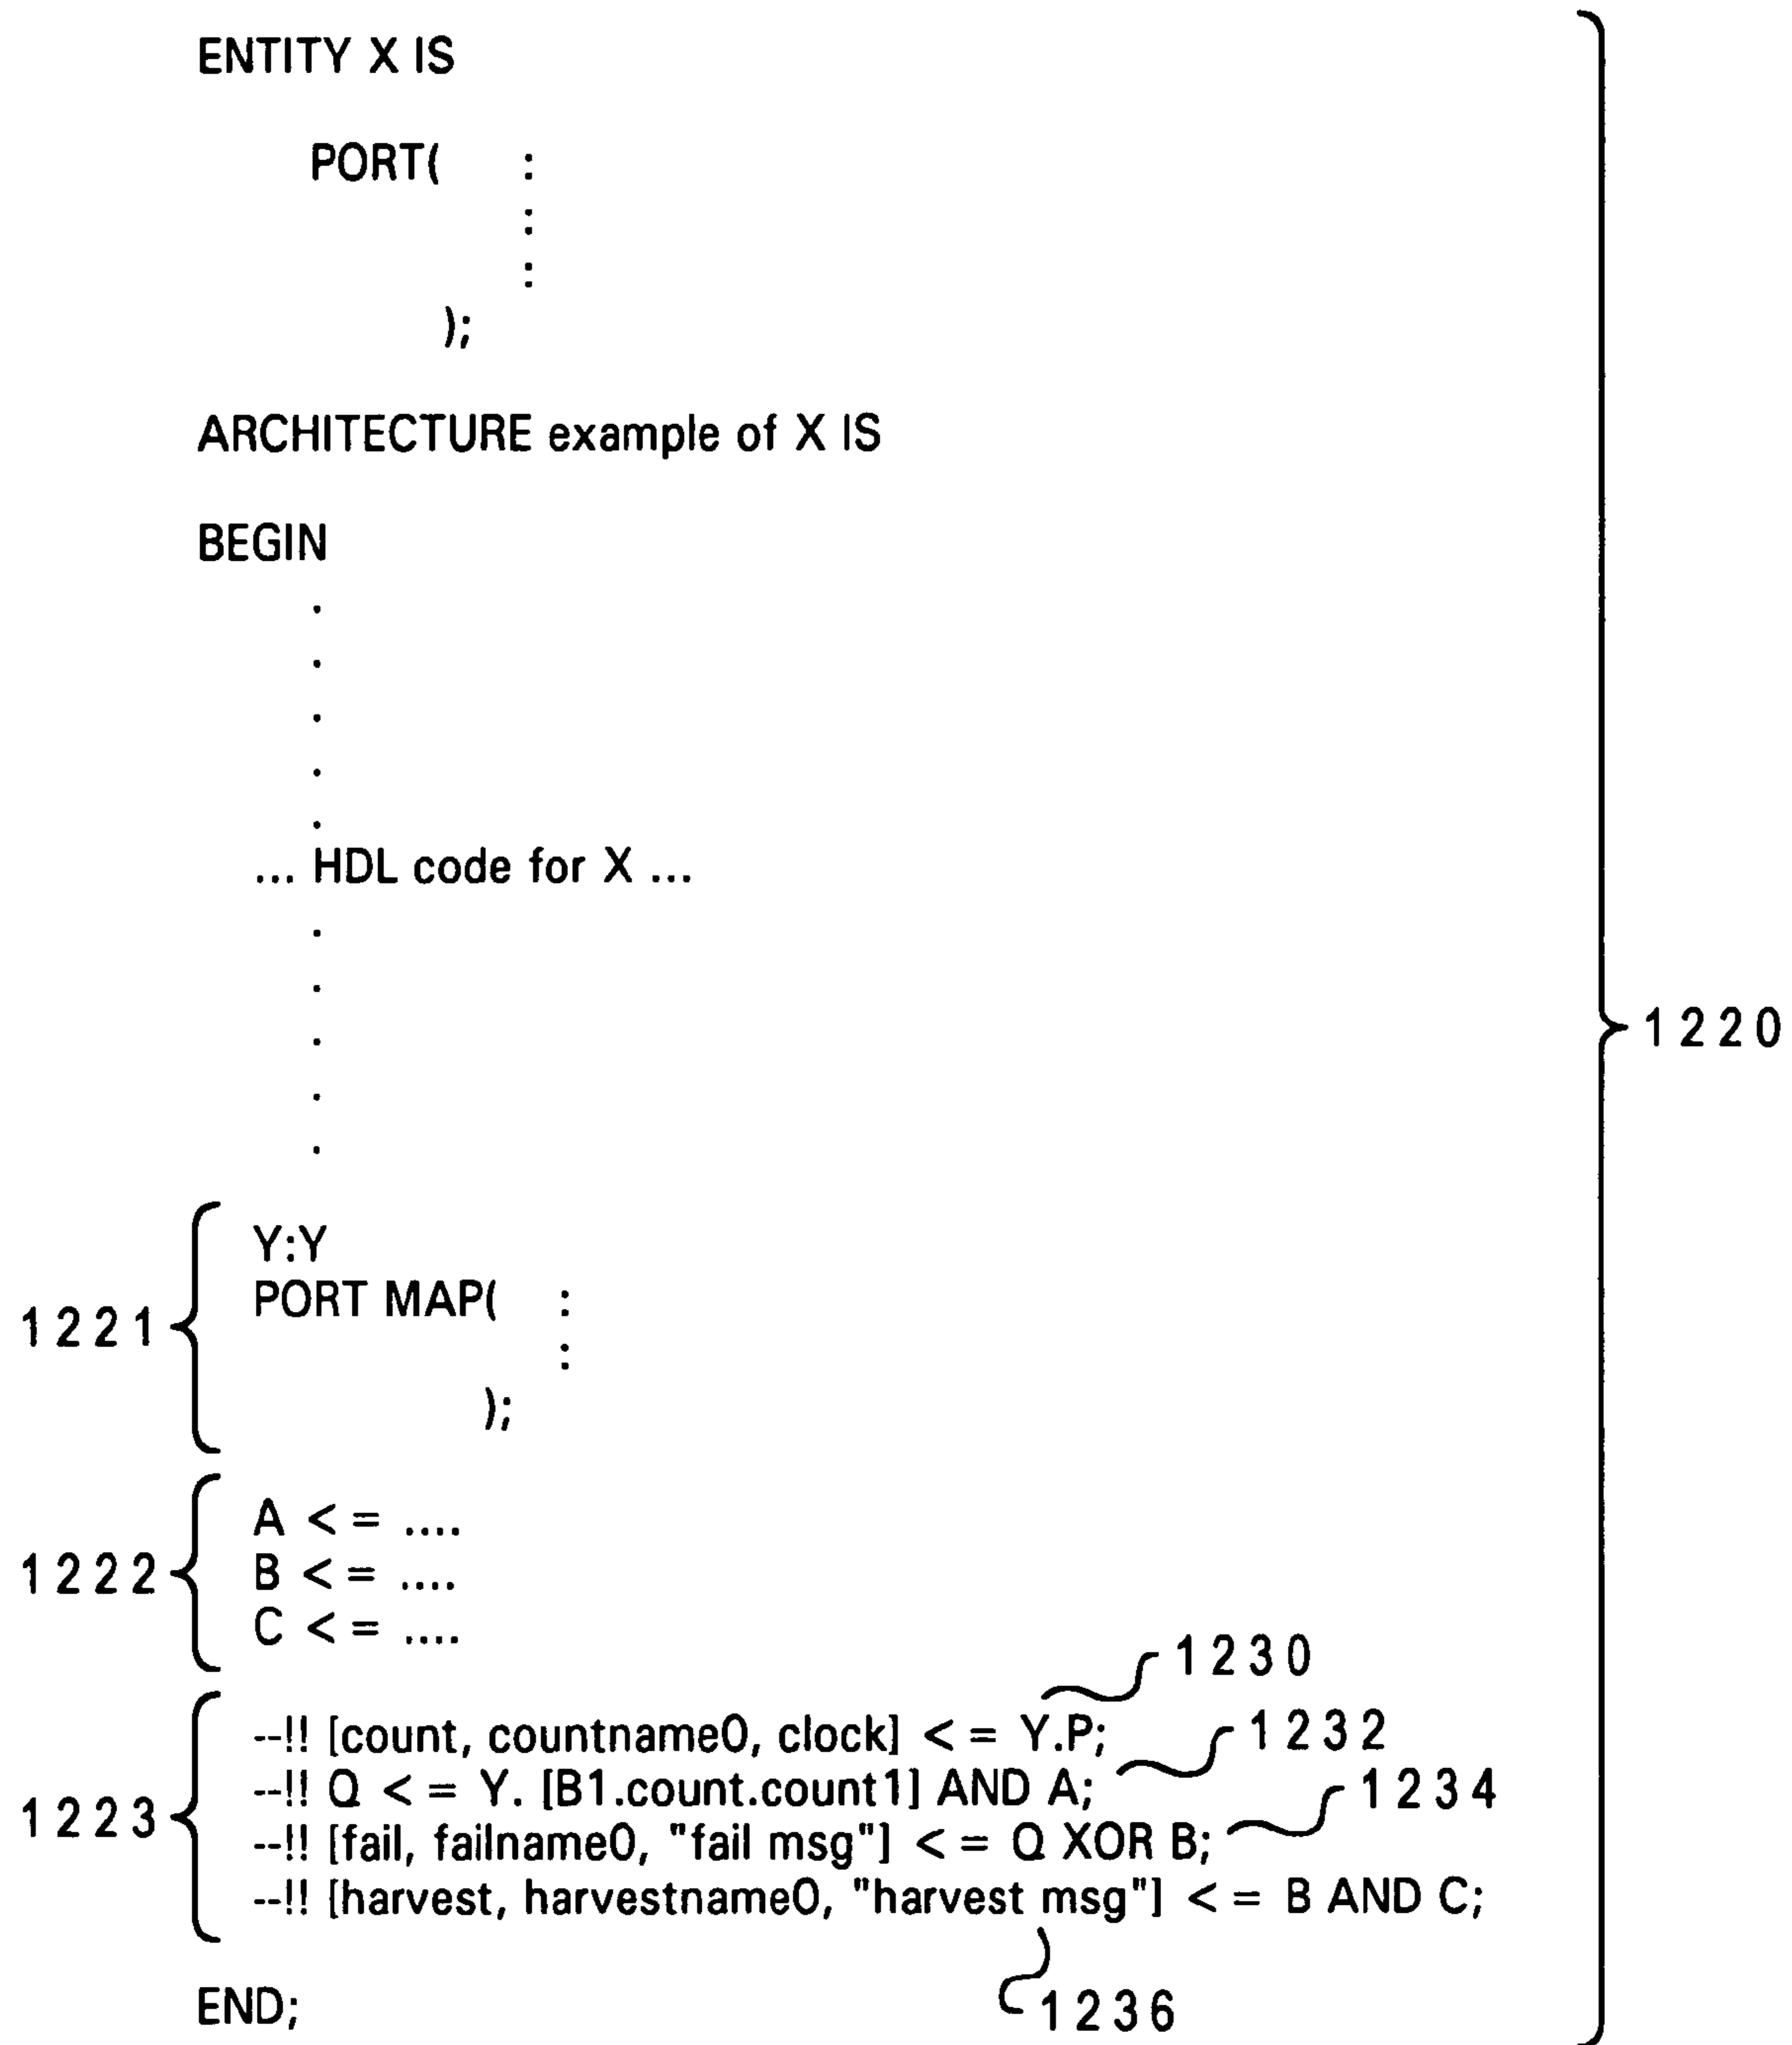 ENTITY X IS
PORT( :
:
:
);
ARCHITECTURE example of X IS
BEGIN
.
.
.
.
.
... HDL code for X ...
.
.
.
.
.
1220
Y:Y
PORT MAP( :
1221
:
);
A < = ....
1222 B < = ....
C < = ....
1230
--!! [count, countname0, clock] < = Y.P; 1232
--!! Q < = Y. [B1.count.count1] AND A; 1234
1223
--!! [fail, failname0, "fail msg"] < = Q XOR B;
--!! [harvest, harvestname0, "harvest msg"] < = B AND C;
END; 1236